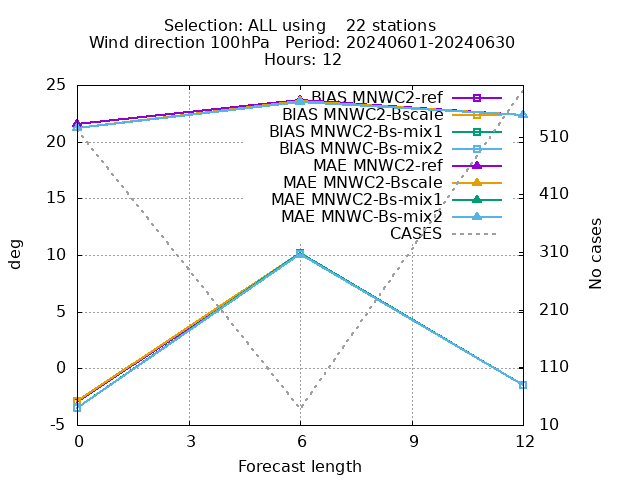 Selection: ALL using 22 stations
Wind direction 100hPa Period: 20240601-20240630
Hours: 12
25
20
15
10
5
0
-5
deg
BIAS MNWC2-ref
BIAS MNWC2-Bscale
BIAS MNWC2-Bs-mix1
BIAS MNWC-Bs-mix2
MAE MNWC2-ref
MAE MNWC2-Bscale
MAE MNWC2-Bs-mix1
MAE MNWC-Bs-mix2
CASES
510
410
310
210
110
10
No cases
0 3 6 9 12
Forecast length